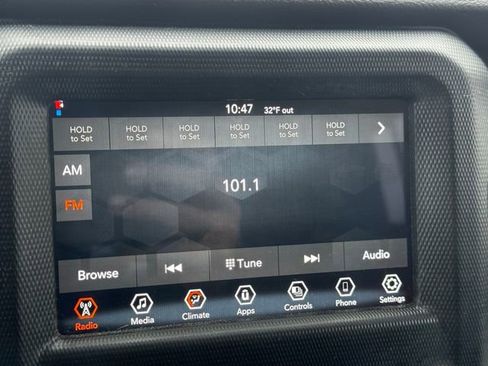 10:47 32°F out
HOLD to Set HOLD to Set HOLD to Set HOLD to Set HOLD to Set HOLD to Set
AM
101.1
FM
Browse Tune Audio
Radio Media Climate Apps Controls Phone Settings